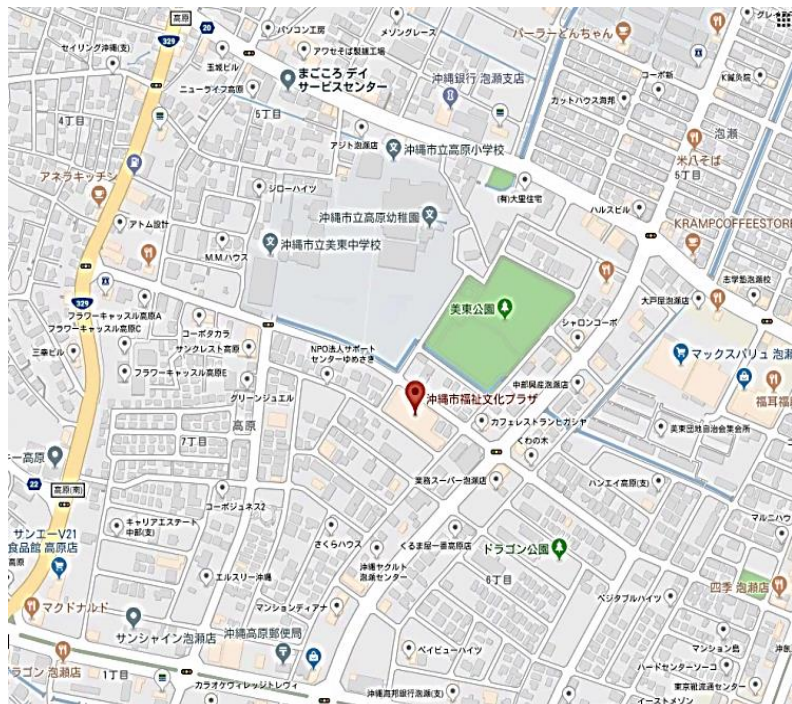 高原
20
パソコン工房
メゾングレース
パーラーとんちゃん
329
セイリング沖縄(支)
アワセそば製麺工場
玉城ビル
まごころ デイ
サービスセンター
沖縄銀行 泡瀬支店
コーポ新
K鍼灸院
ニューライフ高原
カットハウス海邦
泡瀬
4丁目
5丁目
アジト泡瀬店
沖縄市立高原小学校
米八そば
5丁目
アネラキッチン
ジローハイツ
(有)大里住宅
アトム設計
沖縄市立高原幼稚園
ハルスビル
KRAMPCOFFEESTORE
M.M.ハウス
沖縄市立美東中学校
志学塾泡瀬校
329
美東公園
大戸屋泡瀬店
フラワーキャッスル高原A
フラワーキャッスル高原C
コーポタカラ
シャロンコーポ
三幸ビル
サンクレスト高原
NPO法人サポート
センターゆめさき
マックスバリュ 泡瀬
フラワーキャッスル高原E
グリーンジュエル
中部興産泡瀬店
沖縄市福祉文化プラザ
福耳福
高原
カフェレストランヒガシヤ
美東団地自治会集会所
7丁目
くわの木
キー高原
業務スーパー泡瀬店
ハンエイ高原(支)
22
高原(南)
コーポジュネス2
マルニハウ
サンエーV21
食品館 高原店
キャリアエステート
中部(支)
さくらハウス
くるま屋一番高原店
ドラゴン公園
高原
エルスリー沖縄
沖縄ヤクルト
泡瀬センター
6丁目
四季 泡瀬店
マクドナルド
マンションディアナ
ベジタブルハイツ
サンシャイン泡瀬店
沖縄高原郵便局
マンション島
ラゴン 泡瀬店
ベイビューハイツ
ハードセンターソーコ
1丁目
カラオケヴィレッジトレヴィ
沖縄海邦銀行泡瀬(支)
東京靴流通センター
イーストメゾン